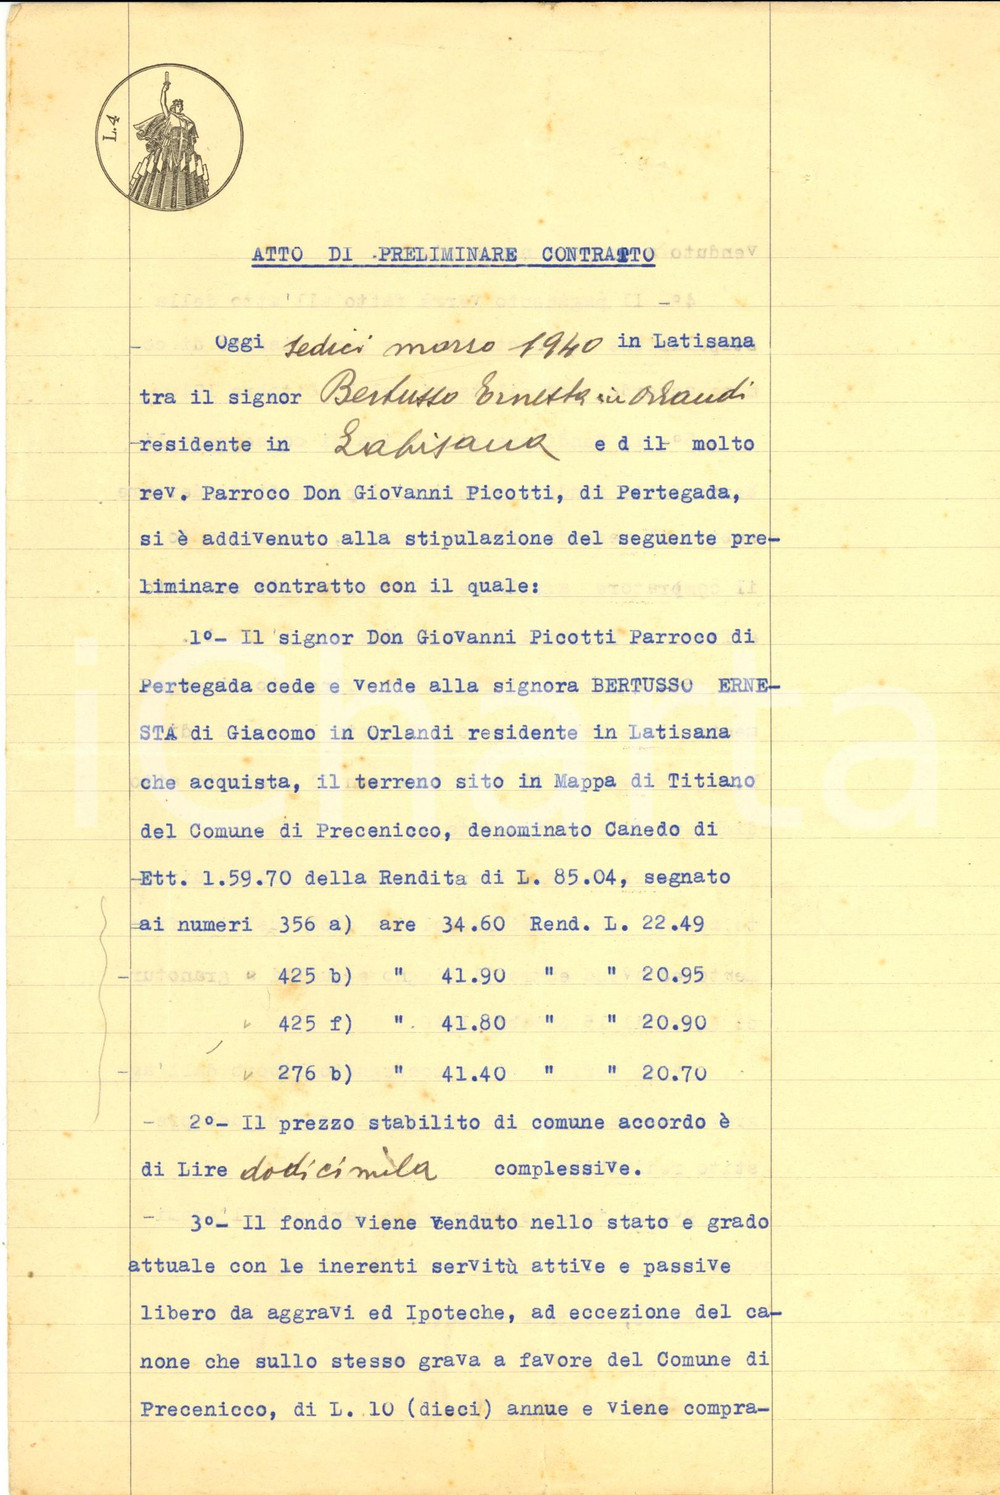 L.4
ATTO DI PRELIMINARE CONTRATTO
Oggi sedici marzo 1940 in Latisana
tra il signor Bertusso Ernesta in Orlandi
residente in Latisana e d il molto
rev. Parroco Don Giovanni Picotti, di Pertegada,
si è addivenuto alla stipulazione del seguente pre-
liminare contratto con il quale:
1º- Il signor Don Giovanni Picotti Parroco di
Pertegada cede e vende alla signora BERTUSSO ERNE-
STA di Giacomo in Orlandi residente in Latisana
che acquista, il terreno sito in Mappa di Titiano
del Comune di Precenicco, denominato Canedo di
Ett. 1.59.70 della Rendita di L. 85.04, segnato
ai numeri 356 a) are 34.60 Rend. L. 22.49
425 b) " 41.90 " " 20.95
425 f) " 41.80 " " 20.90
276 b) " 41.40 " " 20.70
2º- Il prezzo stabilito di comune accordo è
di Lire dodicimila complessive.
3º- Il fondo viene venduto nello stato e grado
attuale con le inerenti servitù attive e passive
libero da aggravi ed Ipoteche, ad eccezione del ca-
none che sullo stesso grava a favore del Comune di
Precenicco, di L. 10 (dieci) annue e viene compra-
iCharta